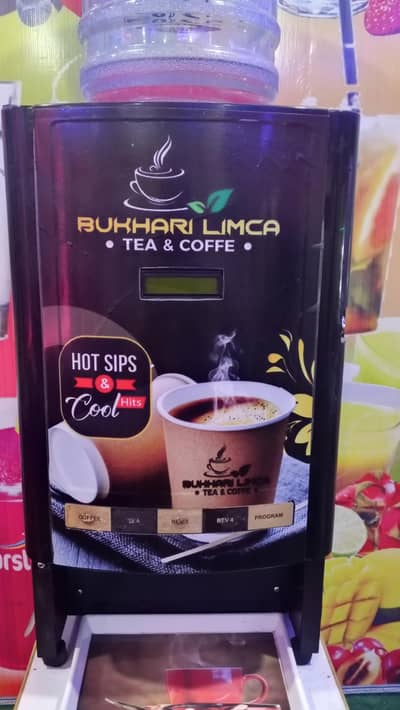 BUKHARI LIMCA
• TEA & COFFE •
HOT SIPS
&
Cool Hits
BUKHARI LIMCA
• TEA & COFFE •
COFFEE
TEA
BEV 4
PROGRAM